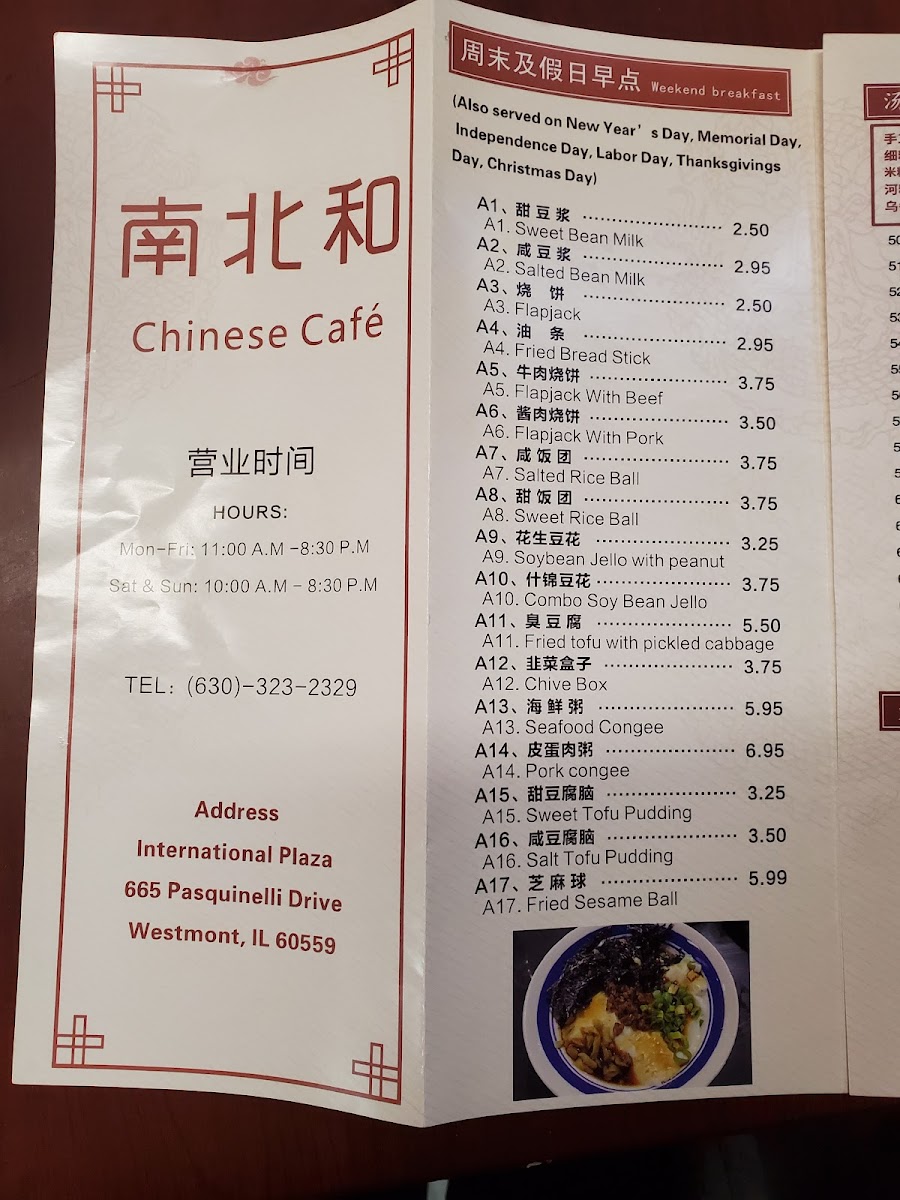 南北和
Chinese Café
营业时间
HOURS:
Mon-Fri: 11:00 A.M -8:30 P.M
Sat & Sun: 10:00 A.M - 8:30 P.M
TEL: (630)-323-2329
Address
International Plaza
665 Pasquinelli Drive
Westmont, IL 60559
周末及假日早点 Weekend breakfast
(Also served on New Year's Day, Memorial Day,
Independence Day, Labor Day, Thanksgivings
Day, Christmas Day)
A1、甜豆浆 ······················· 2.50
A1. Sweet Bean Milk
A2、咸豆浆 ······················· 2.95
A2. Salted Bean Milk
A3、烧 饼 ······················· 2.50
A3. Flapjack
A4、油 条 ······················· 2.95
A4. Fried Bread Stick
A5、牛肉烧饼 ······················· 3.75
A5. Flapjack With Beef
A6、酱肉烧饼 ······················· 3.50
A6. Flapjack With Pork
A7、咸饭团 ······················· 3.75
A7. Salted Rice Ball
A8、甜饭团 ······················· 3.75
A8. Sweet Rice Ball
A9、花生豆花 ····················· 3.25
A9. Soybean Jello with peanut
A10、什锦豆花 ····················· 3.75
A10. Combo Soy Bean Jello
A11、臭豆腐 ····················· 5.50
A11. Fried tofu with pickled cabbage
A12、韭菜盒子 ····················· 3.75
A12. Chive Box
A13、海鲜粥 ····················· 5.95
A13. Seafood Congee
A14、皮蛋肉粥 ····················· 6.95
A14. Pork congee
A15、甜豆腐脑 ····················· 3.25
A15. Sweet Tofu Pudding
A16、咸豆腐脑 ····················· 3.50
A16. Salt Tofu Pudding
A17、芝麻球 ····················· 5.99
A17. Fried Sesame Ball
汤
手
细
米
河
乌
50
51
52
53
54